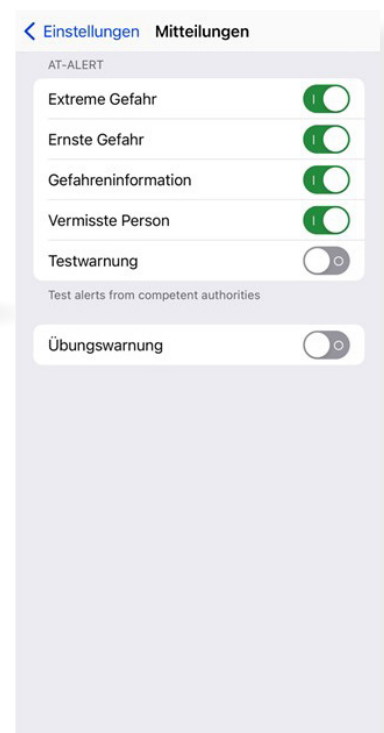 Einstellungen Mitteilungen
AT-ALERT
Extreme Gefahr
Ernste Gefahr
Gefahreninformation
Vermisste Person
Testwarnung
Test alerts from competent authorities
Übungswarnung